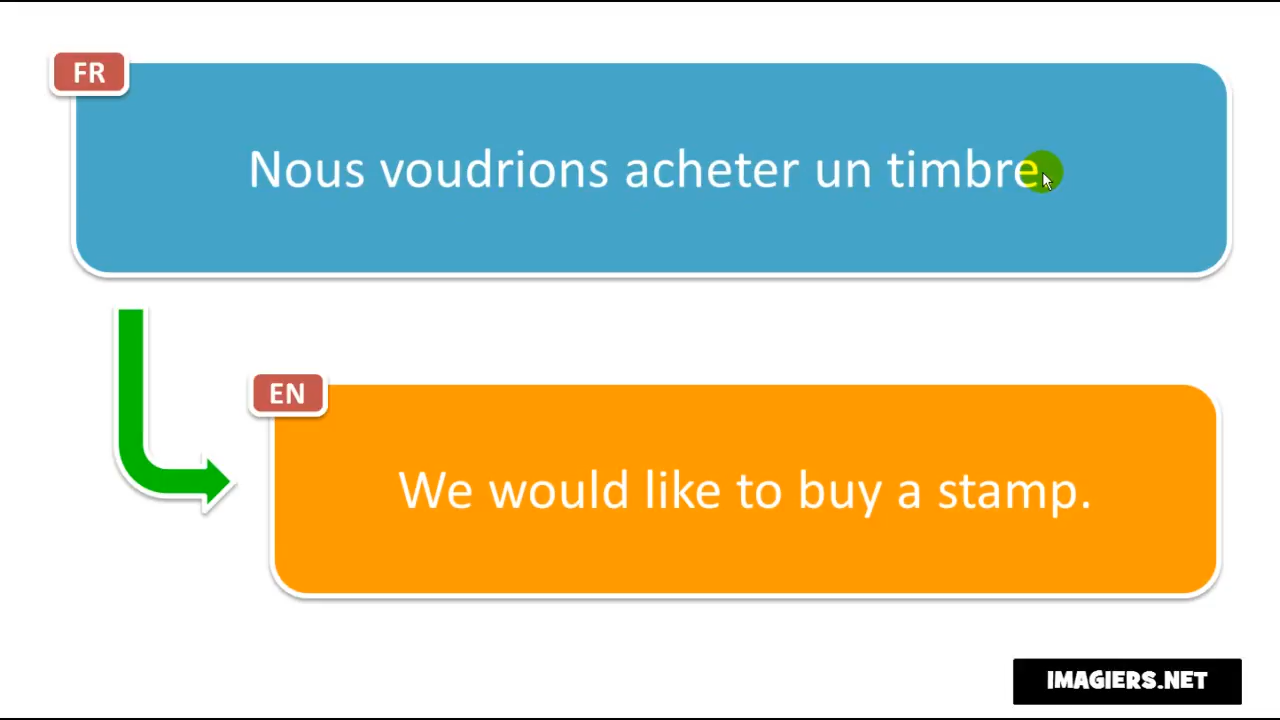 FR
Nous voudrions acheter un timbre.
EN
We would like to buy a stamp.
IMAGIERS.NET